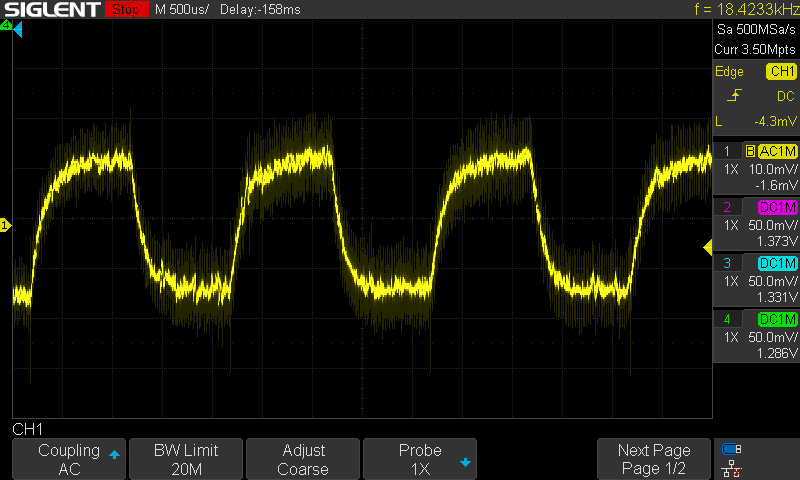 SIGLENT Stop M 500us/ Delay:-158ms f = 18.4233kHz
Sa 500MSa/s
Curr 3.50Mpts
Edge CH1
DC
L -4.3mV
1 B AC1M
1X 10.0mV/
-1.6mV
2 DC1M
1X 50.0mV/
1.373V
3 DC1M
1X 50.0mV/
1.331V
4 DC1M
1X 50.0mV/
1.286V
4
1
CH1
Coupling
AC
BW Limit
20M
Adjust
Coarse
Probe
1X
Next Page
Page 1/2